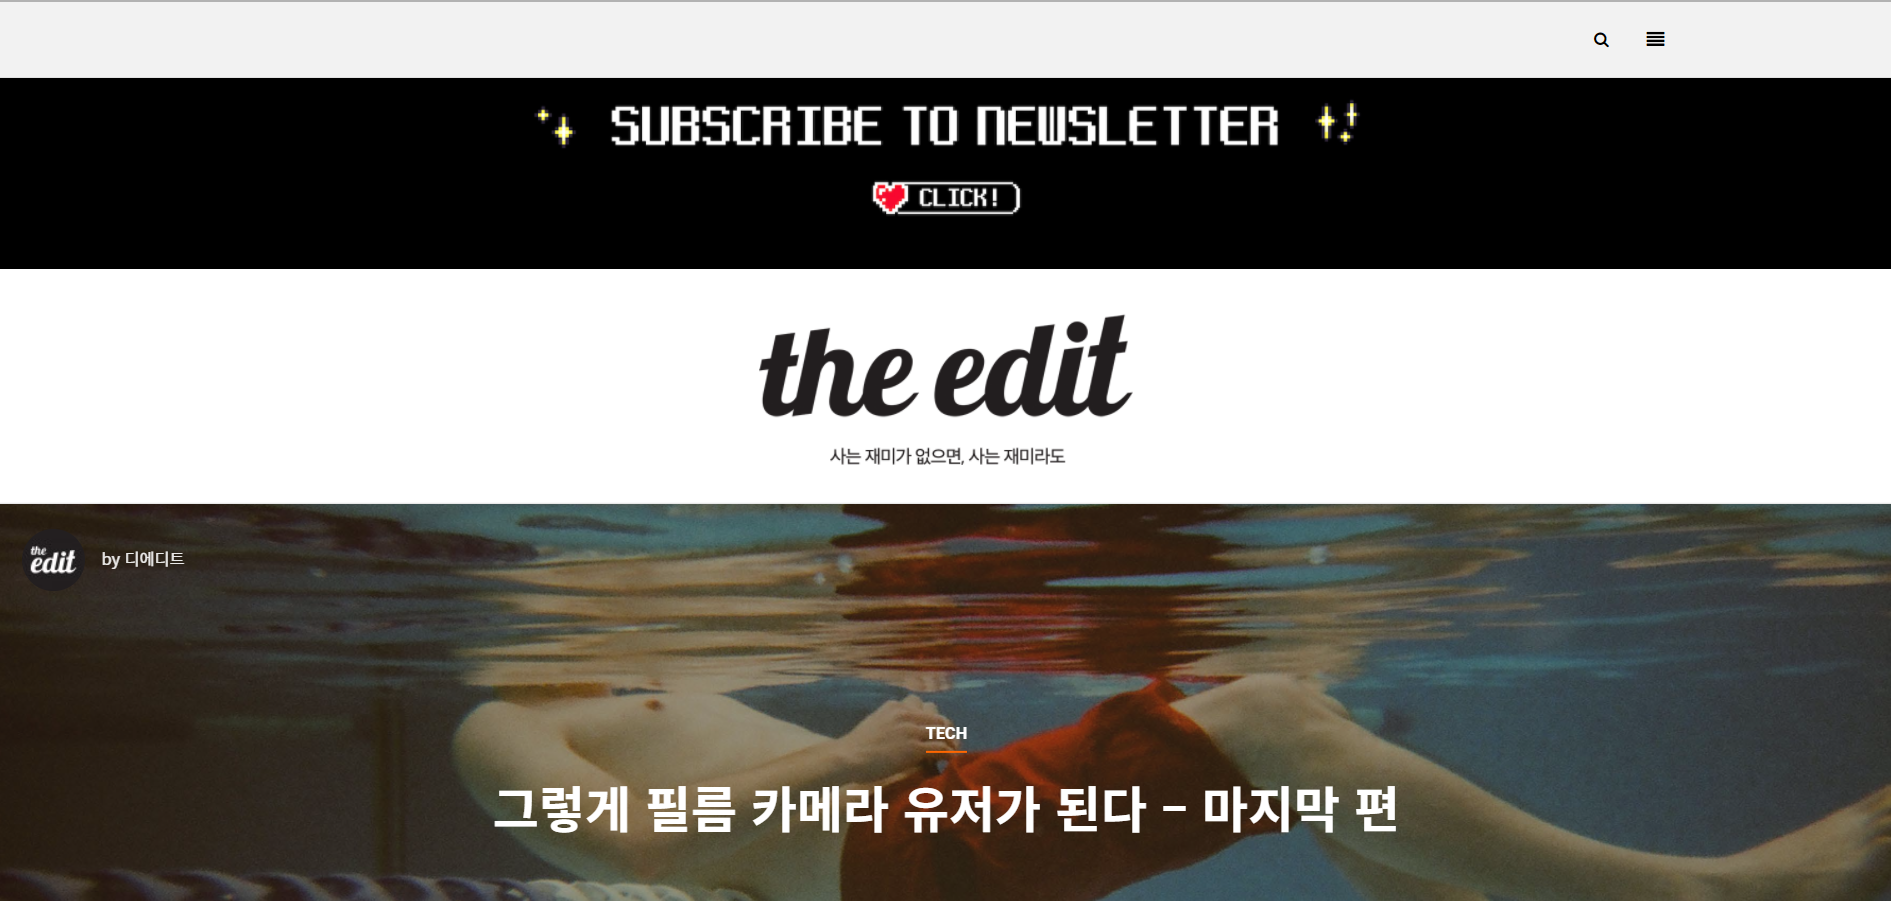 SUBSCRIBE TO NEWSLETTER
CLICK!
the edit
사는 재미가 없으면, 사는 재미라도
the
edit
by 디에디트
TECH
그렇게 필름 카메라 유저가 된다 – 마지막 편